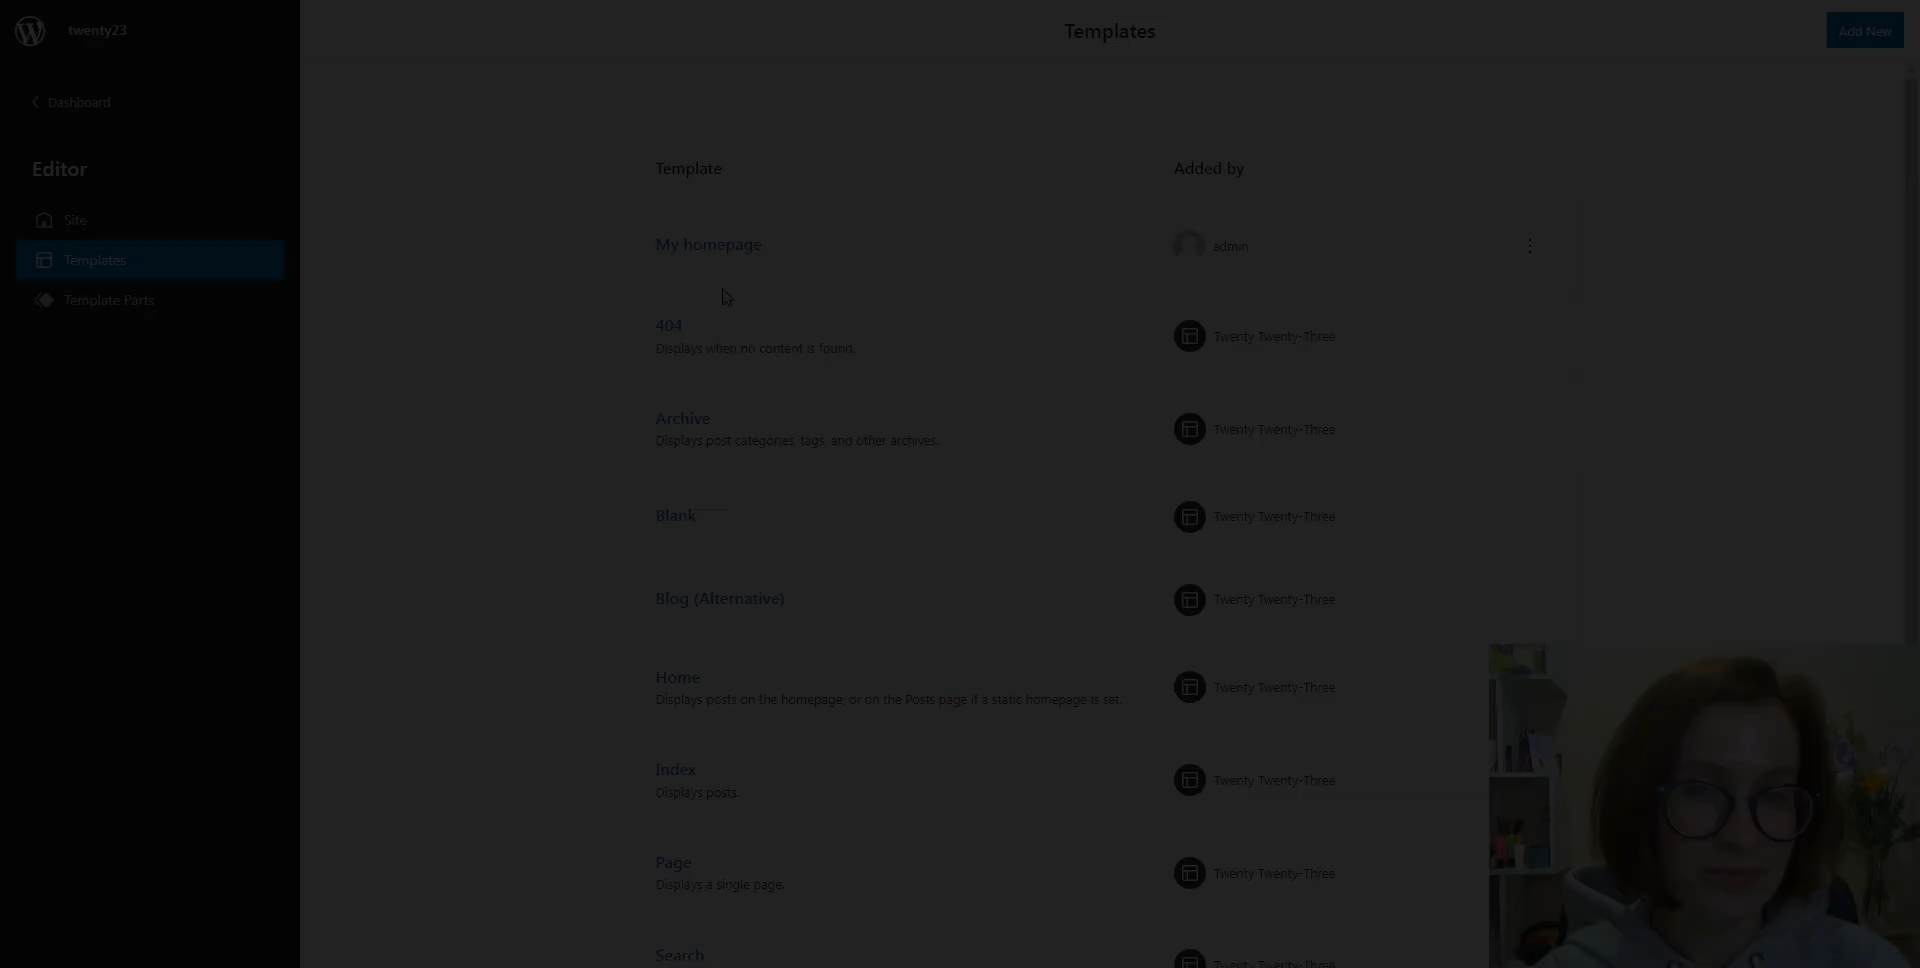 twenty23
Templates
Add New
Dashboard
Editor
Site
Templates
Template Parts
Template
Added by
My homepage
admin
404
Displays when no content is found.
Twenty Twenty-Three
Archive
Displays post categories, tags, and other archives.
Twenty Twenty-Three
Blank
Twenty Twenty-Three
Blog (Alternative)
Twenty Twenty-Three
Home
Displays posts on the homepage, or on the Posts page if a static homepage is set.
Twenty Twenty-Three
Index
Displays posts.
Twenty Twenty-Three
Page
Displays a single page.
Twenty Twenty-Three
Search
Twenty Twenty-Three